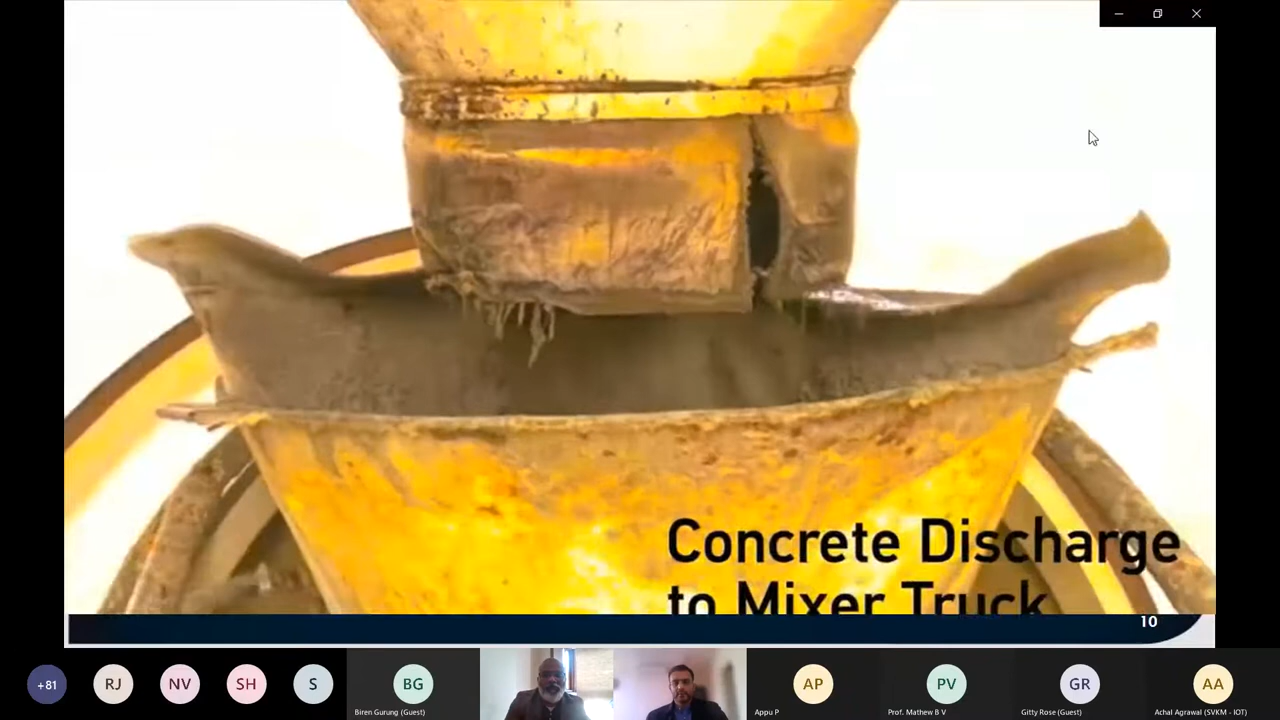 Concrete Discharge
to Mixer Truck
10
+81
RJ
NV
SH
S
BG
Biren Gurung (Guest)
AP
Appu P
PV
Prof. Mathew B V
GR
Gitty Rose (Guest)
AA
Achal Agrawal (SVKM - IOT)